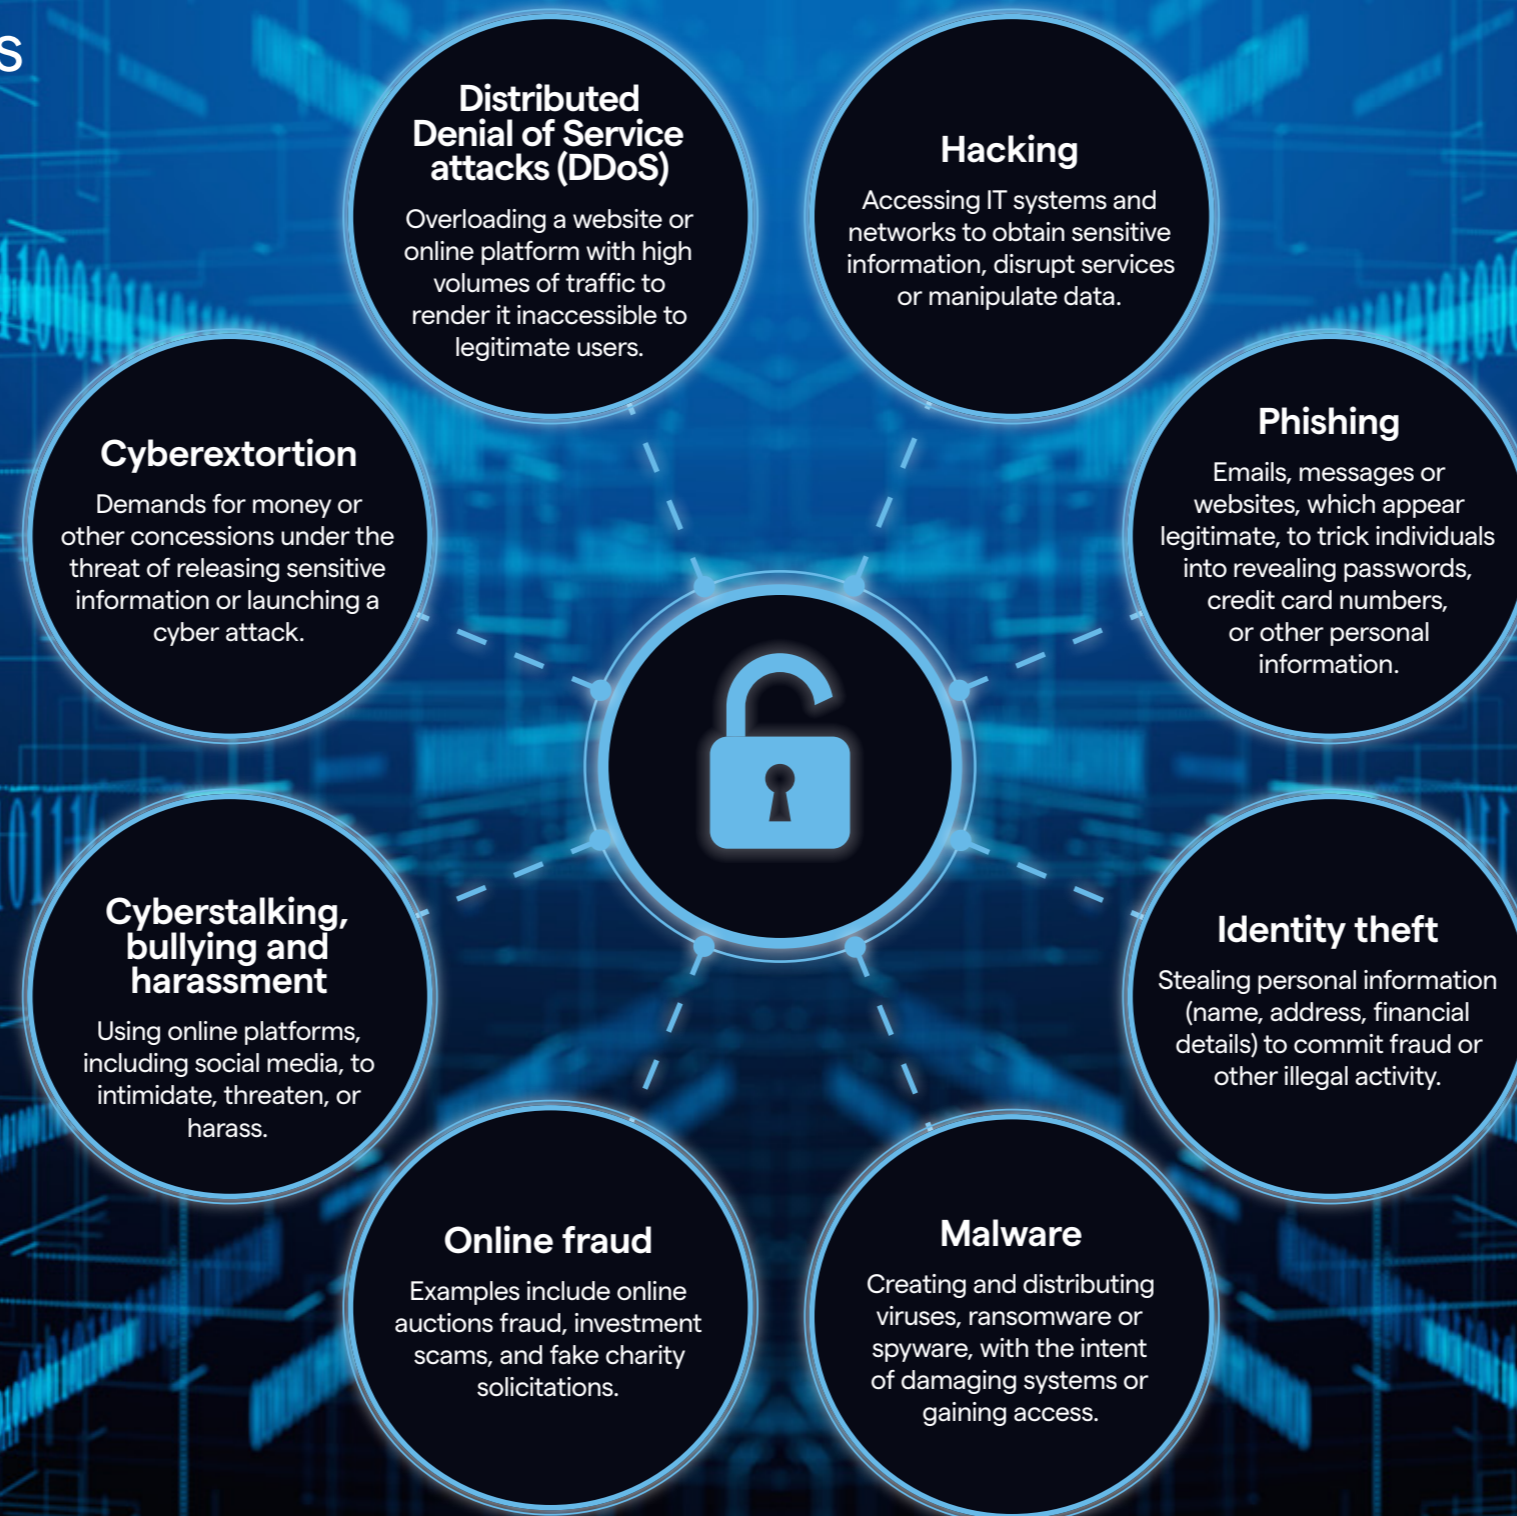 s
Distributed
Denial of Service
attacks (DDoS)
Overloading a website or
online platform with high
volumes of traffic to
render it inaccessible to
legitimate users.
Hacking
Accessing IT systems and
networks to obtain sensitive
information, disrupt services
or manipulate data.
Phishing
Emails, messages or
websites, which appear
legitimate, to trick individuals
into revealing passwords,
credit card numbers,
or other personal
information.
Identity theft
Stealing personal information
(name, address, financial
details) to commit fraud or
other illegal activity.
Malware
Creating and distributing
viruses, ransomware or
spyware, with the intent
of damaging systems or
gaining access.
Online fraud
Examples include online
auctions fraud, investment
scams, and fake charity
solicitations.
Cyberstalking,
bullying and
harassment
Using online platforms,
including social media, to
intimidate, threaten, or
harass.
Cyberextortion
Demands for money or
other concessions under the
threat of releasing sensitive
information or launching a
cyber attack.